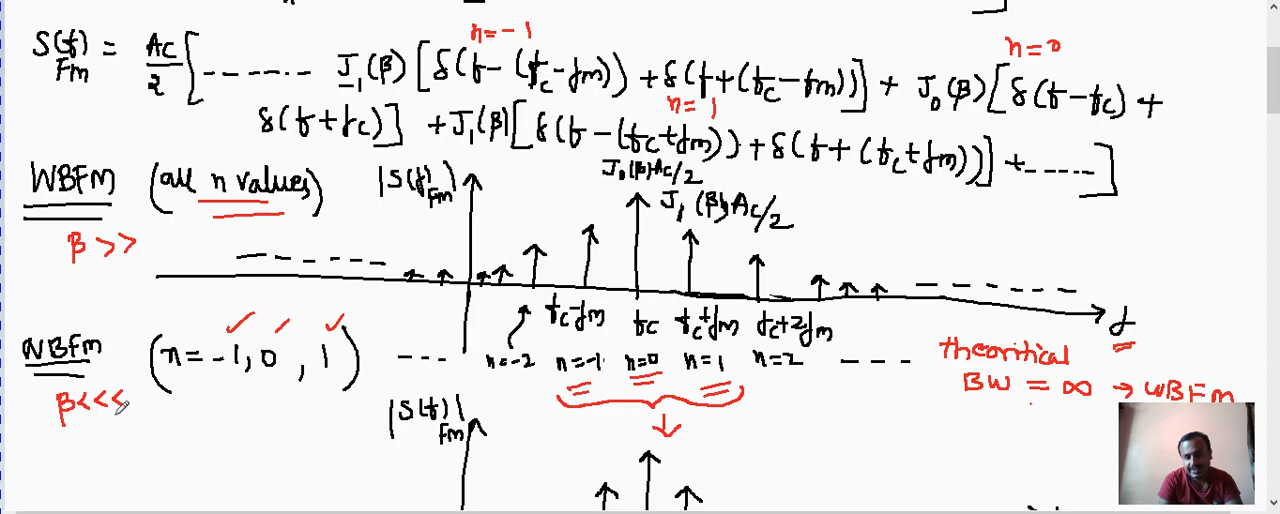 n=-1
n=0
S(f)Fm = Ac/2 [ ------- J-1(β) [δ(f-(fc-fm)) + δ(f+(fc-fm))] + J0(β) [δ(f-fc) +
n=1
δ(f+fc)] + J1(β) [δ(f-(fc+fm)) + δ(f+(fc+fm))] + ----- ]
WBFM (all n values)
|S(f)Fm|
J0(β)·Ac/2
J1(β)Ac/2
β >>
fc-fm fc fc+fm fc+2fm f
NBFm (n=-1, 0, 1)
--- n=-2 n=-1 n=0 n=1 n=2 ---
theoritical
BW = ∞ → WBFm
β<<<
|S(f)|Fm